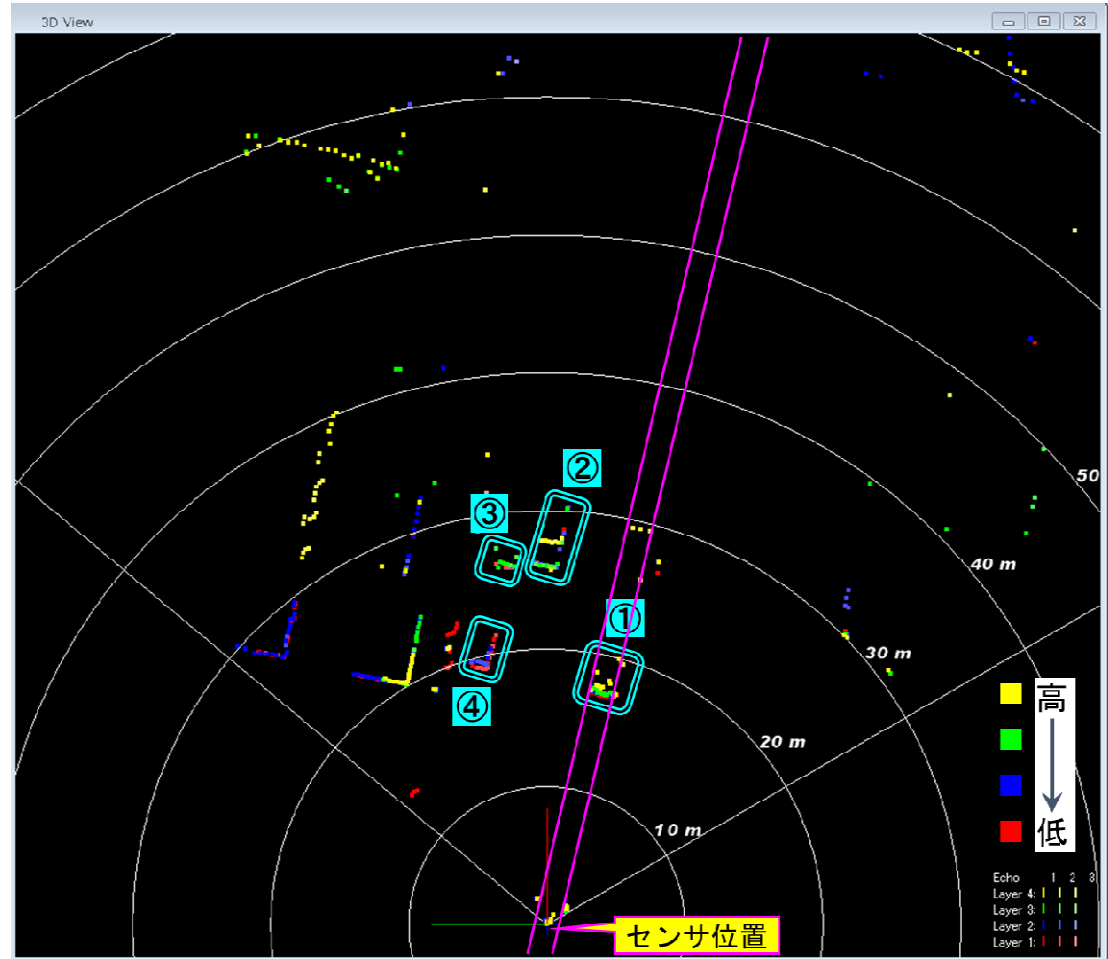 3D View
②
③
50
40 m
①
30 m
高
④
20 m
10 m
低
Echo 1 2 3
Layer 4:
Layer 3:
Layer 2:
Layer 1:
センサ位置